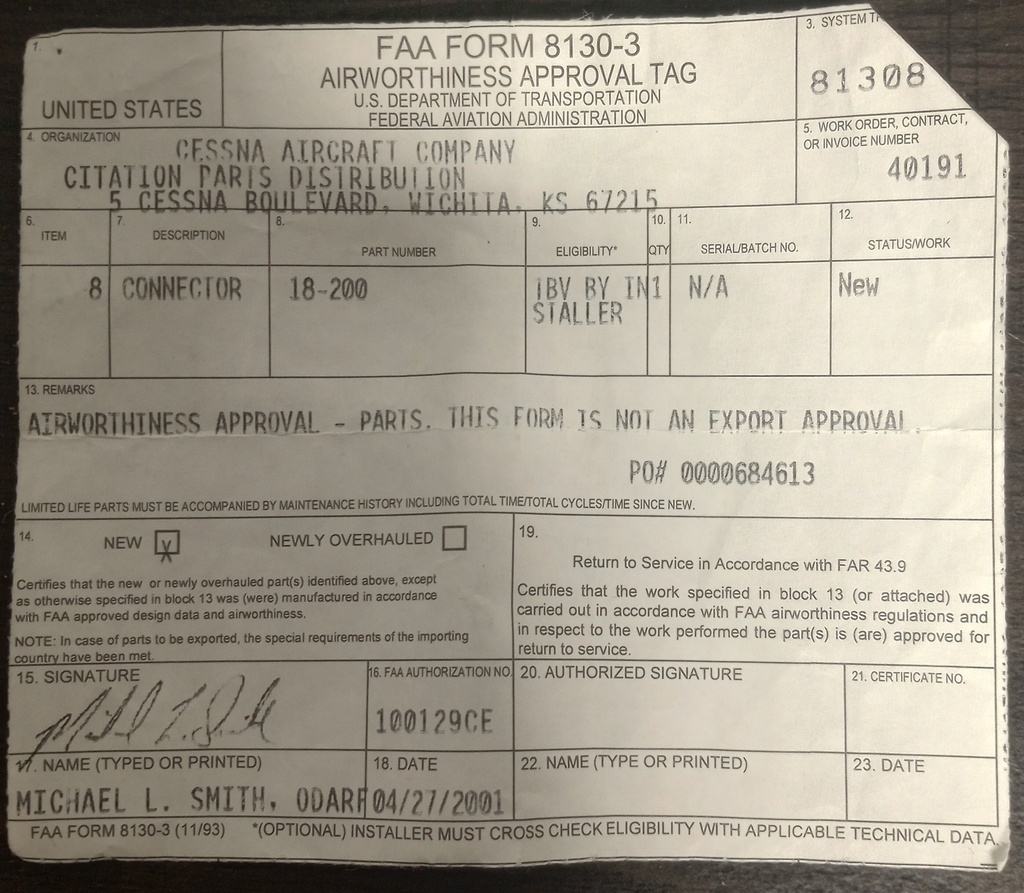 1.
UNITED STATES
FAA FORM 8130-3
AIRWORTHINESS APPROVAL TAG
U.S. DEPARTMENT OF TRANSPORTATION
FEDERAL AVIATION ADMINISTRATION
3. SYSTEM
81308
4. ORGANIZATION
CESSNA AIRCRAFT COMPANY
CITATION PARTS DISTRIBUTION
5 CESSNA BOULEVARD, WICHITA, KS 67215
5. WORK ORDER, CONTRACT,
OR INVOICE NUMBER
40191
6. ITEM
7. DESCRIPTION
8. PART NUMBER
9. ELIGIBILITY*
10. QTY
11. SERIAL/BATCH NO.
12. STATUS/WORK
8 CONNECTOR 18-200 TBV BY IN1 N/A New
STALLER
13. REMARKS
AIRWORTHINESS APPROVAL - PARTS. THIS FORM IS NOT AN EXPORT APPROVAL.
PO# 0000684613
LIMITED LIFE PARTS MUST BE ACCOMPANIED BY MAINTENANCE HISTORY INCLUDING TOTAL TIME/TOTAL CYCLES/TIME SINCE NEW.
14. NEW X NEWLY OVERHAULED
Certifies that the new or newly overhauled part(s) identified above, except
as otherwise specified in block 13 was (were) manufactured in accordance
with FAA approved design data and airworthiness.
NOTE: In case of parts to be exported, the special requirements of the importing
country have been met.
19.
Return to Service in Accordance with FAR 43.9
Certifies that the work specified in block 13 (or attached) was
carried out in accordance with FAA airworthiness regulations and
in respect to the work performed the part(s) is (are) approved for
return to service.
15. SIGNATURE
16. FAA AUTHORIZATION NO.
100129CE
20. AUTHORIZED SIGNATURE
21. CERTIFICATE NO.
17. NAME (TYPED OR PRINTED)
MICHAEL L. SMITH, ODARF
18. DATE
04/27/2001
22. NAME (TYPE OR PRINTED)
23. DATE
FAA FORM 8130-3 (11/93) *(OPTIONAL) INSTALLER MUST CROSS CHECK ELIGIBILITY WITH APPLICABLE TECHNICAL DATA.